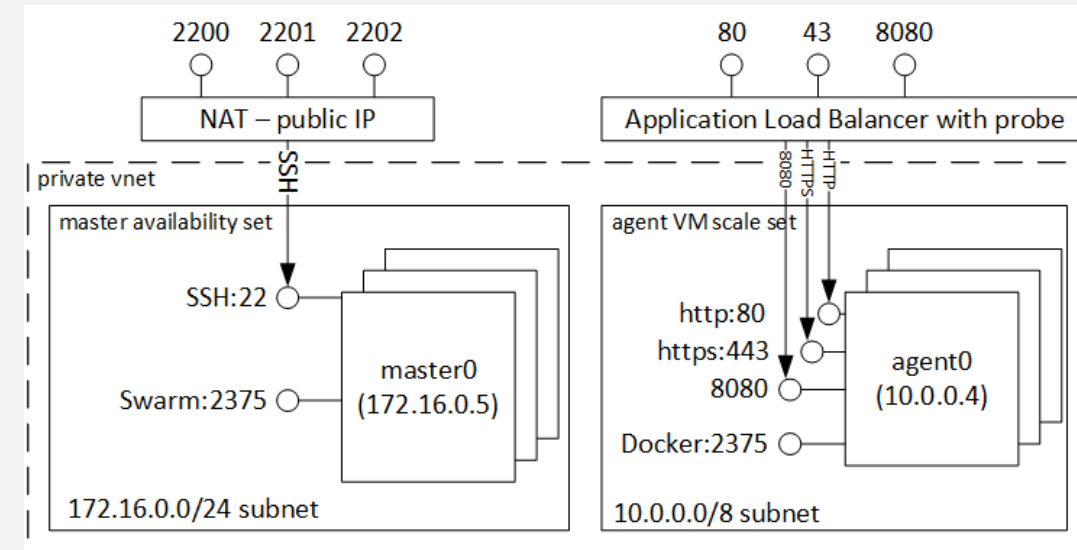 2200 2201 2202
80 43 8080
NAT – public IP
Application Load Balancer with probe
SSH
8080
HTTPS
HTTP
private vnet
master availability set
agent VM scale set
SSH:22
Swarm:2375
master0
(172.16.0.5)
172.16.0.0/24 subnet
http:80
https:443
8080
Docker:2375
agent0
(10.0.0.4)
10.0.0.0/8 subnet